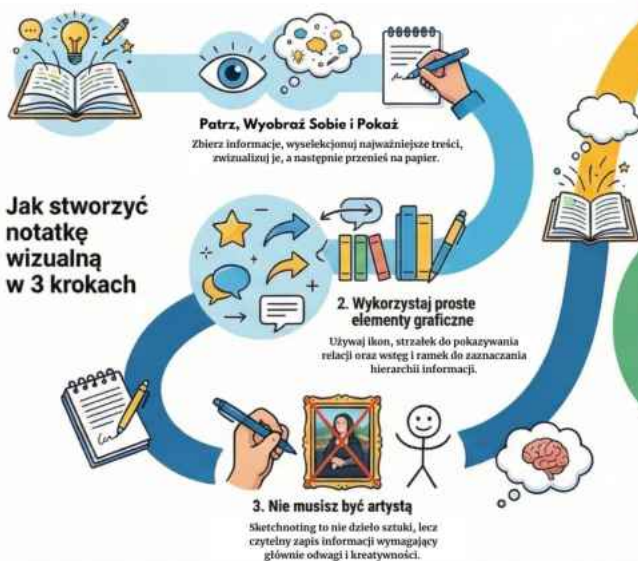 Patrz, Wyobraź Sobie i Pokaż
Zbierz informacje, wyselekcjonuj najważniejsze treści,
zwizualizuj je, a następnie przenieś na papier.
Jak stworzyć
notatkę
wizualną
w 3 krokach
2. Wykorzystaj proste
elementy graficzne
Używaj ikon, strzałek do pokazywania
relacji oraz wstęg i ramek do zaznaczania
hierarchii informacji.
3. Nie musisz być artystą
Sketchnoting to nie dzieło sztuki, lecz
czytelny zapis informacji wymagający
głównie odwagi i kreatywności.